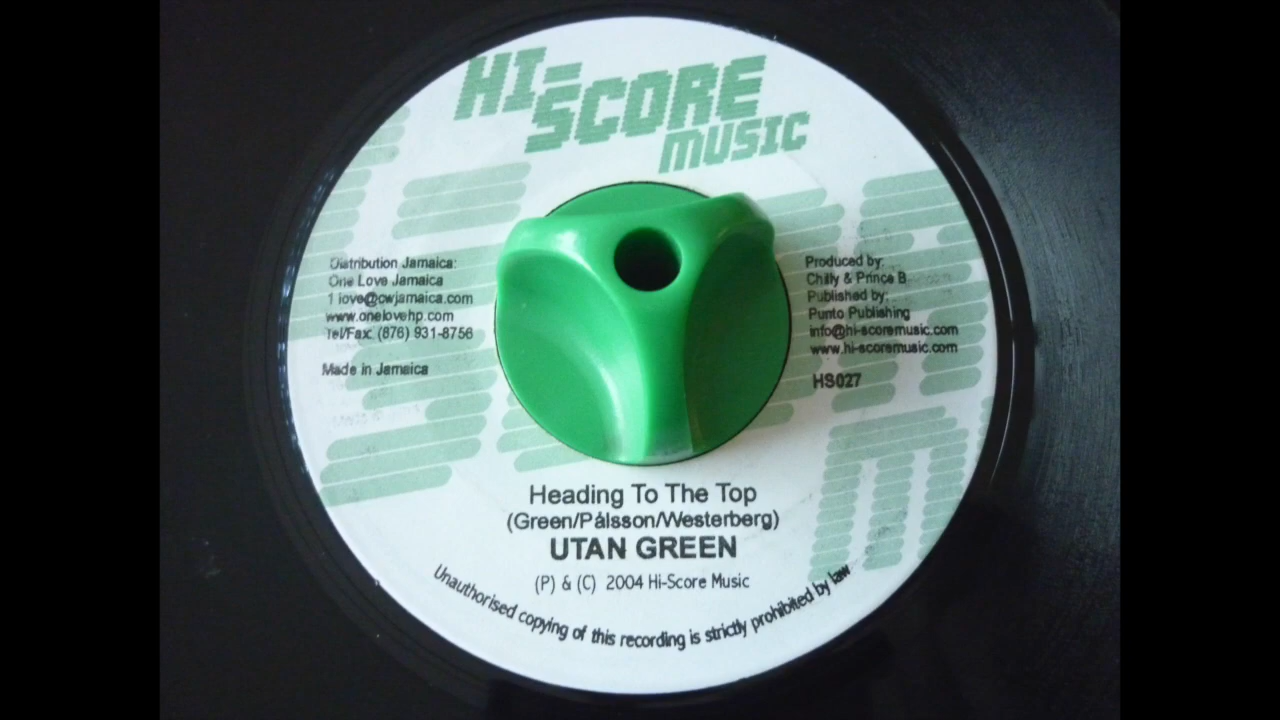 HI-SCORE
MUSIC
Distribution Jamaica:
One Love Jamaica
1 love@cwjamaica.com
www.onelovehp.com
Tel/Fax: (876) 931-8756
Made in Jamaica
Produced by:
Chilly & Prince B
Published by:
Punto Publishing
info@hi-scoremusic.com
www.hi-scoremusic.com
HS027
Heading To The Top
(Green/Pålsson/Westerberg)
UTAN GREEN
(P) & (C) 2004 Hi-Score Music
Unauthorised copying of this recording is strictly prohibited by law